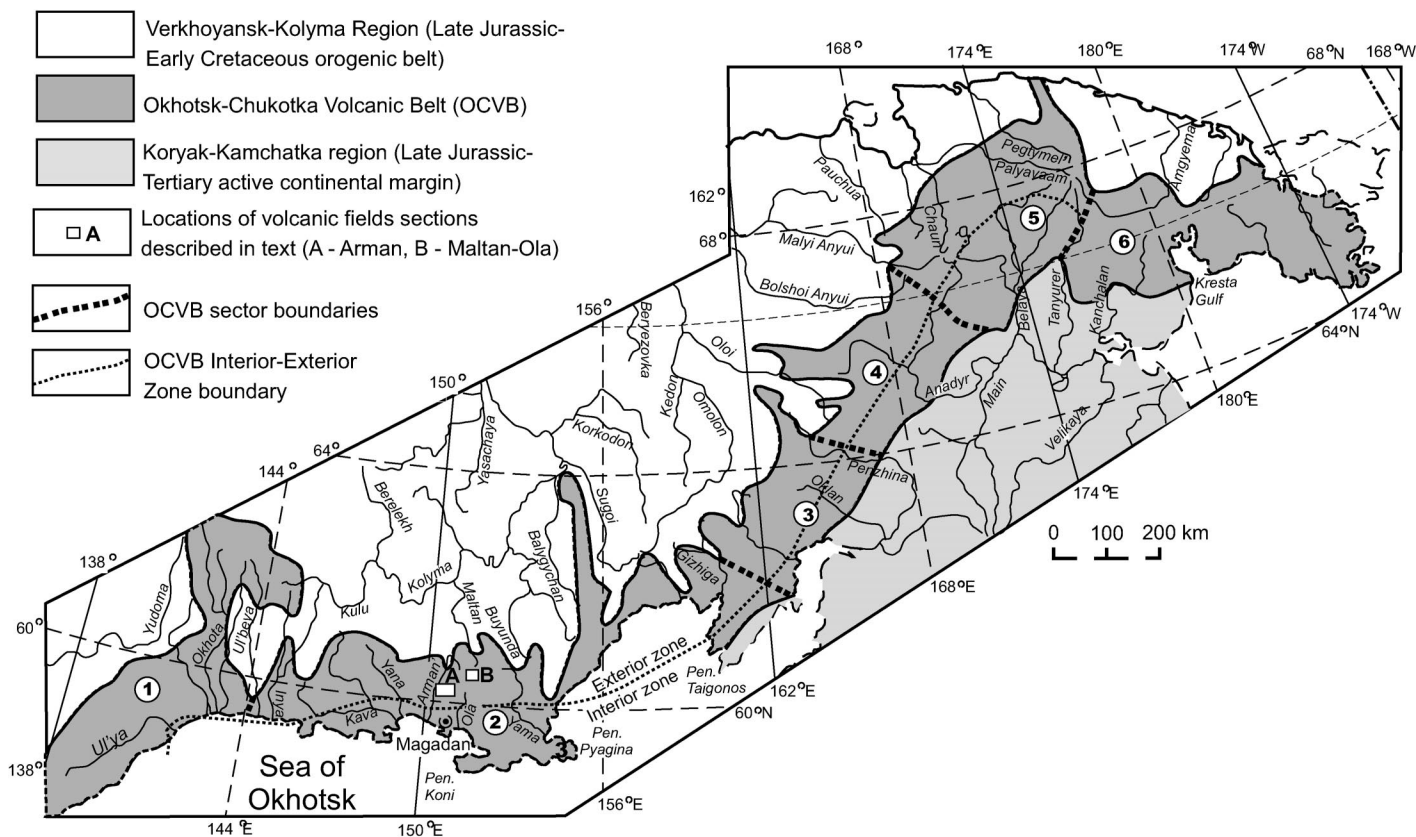 Verkhoyansk-Kolyma Region (Late Jurassic-
Early Cretaceous orogenic belt)
Okhotsk-Chukotka Volcanic Belt (OCVB)
Koryak-Kamchatka region (Late Jurassic-
Tertiary active continental margin)
A
Locations of volcanic fields sections
described in text (A - Arman, B - Maltan-Ola)
OCVB sector boundaries
OCVB Interior-Exterior
Zone boundary
168°
174°E
180°E
174°W
68°N
168°W
Pegtymel'
Palyavaam
Amgyema
Pauchua
Chaun
162°
68°
Malyi Anyui
Bolshoi Anyui
5
6
Belaya
Tanyurer
Kanchalan
Kresta
Gulf
174°W
64°N
156°
Beryezovka
Oloi
Kedon
Omolon
4
Anadyr
Main
Velikaya
180°E
150°
64°
144°
Yasachaya
Korkodon
Berelekh
Sugoi
Balygychan
Penzhina
Oklan
3
174°E
0 100 200 km
138°
60°
Yudoma
Okhota
Ul'beya
Kulu
Kolyma
Maltan
Buyunda
Gizhiga
168°E
1
Inya
Yana
Arman'
A
B
Ola
Kava
2
Yama
Exterior zone
Interior zone
Pen.
Taigonos
162°E
60°N
Ul'ya
138°
Magadan
3
Pen.
Pyagina
Sea of
Okhotsk
Pen.
Koni
156°E
144°E
150°E